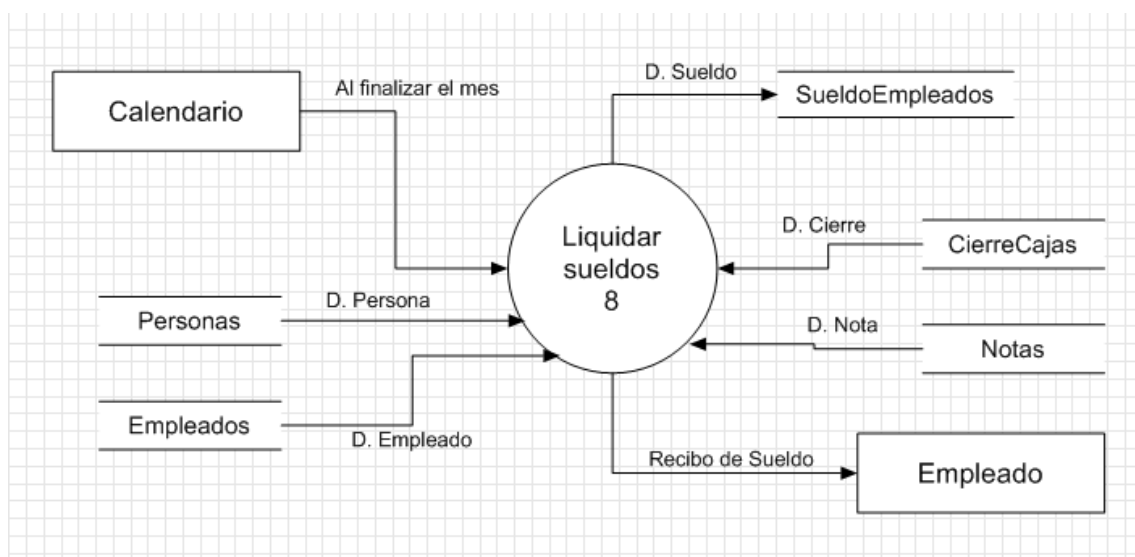 D. Sueldo
SueldoEmpleados
Al finalizar el mes
Calendario
D. Cierre
CierreCajas
Liquidar
sueldos
8
D. Persona
Personas
D. Nota
Notas
Empleados
D. Empleado
Recibo de Sueldo
Empleado